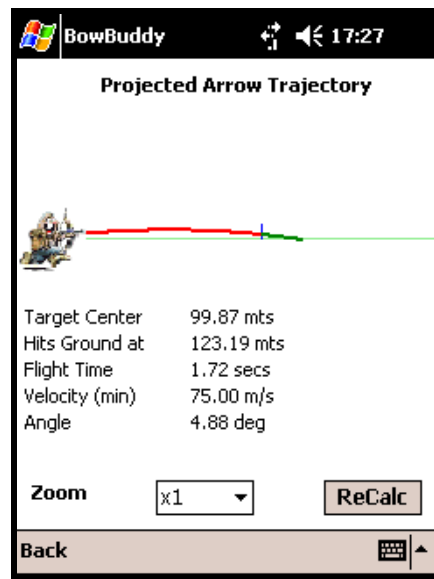 BowBuddy 17:27
Projected Arrow Trajectory
Target Center 99.87 mts
Hits Ground at 123.19 mts
Flight Time 1.72 secs
Velocity (min) 75.00 m/s
Angle 4.88 deg
Zoom x1 ReCalc
Back